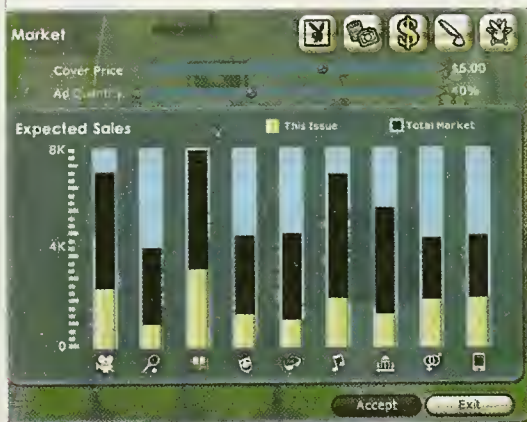 Market
$
Cover Price $5.00
Ad Quantity 40%
Expected Sales This Issue Total Market
8K
4K
0
Accept Exit